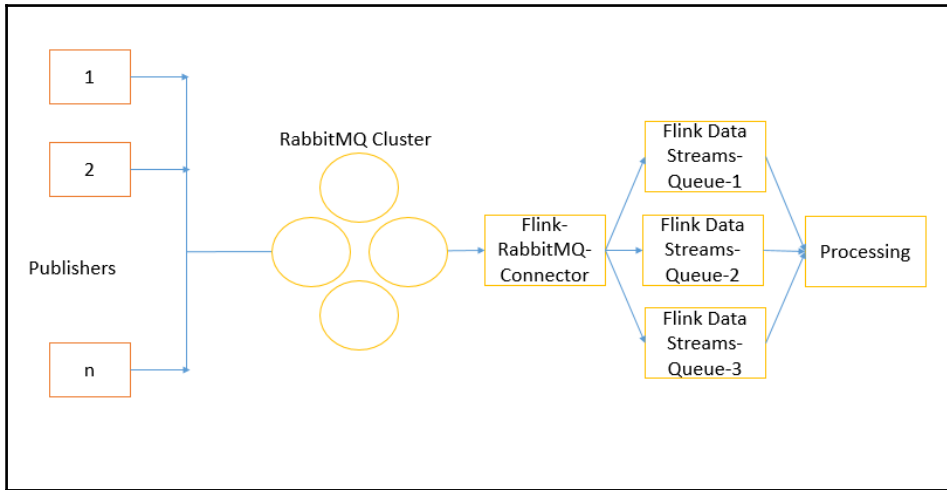 1
2
Publishers
n
RabbitMQ Cluster
Flink-
RabbitMQ-
Connector
Flink Data
Streams-
Queue-1
Flink Data
Streams-
Queue-2
Flink Data
Streams-
Queue-3
Processing